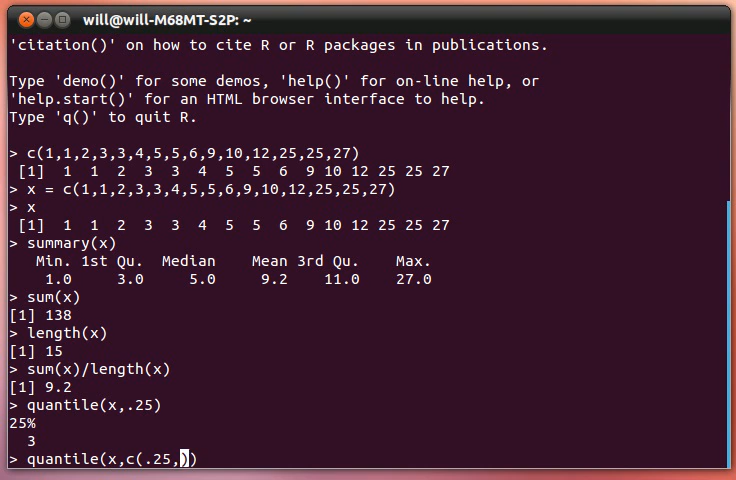 will@will-M68MT-S2P: ~
'citation()' on how to cite R or R packages in publications.
Type 'demo()' for some demos, 'help()' for on-line help, or
'help.start()' for an HTML browser interface to help.
Type 'q()' to quit R.
> c(1,1,2,3,3,4,5,5,6,9,10,12,25,25,27)
[1]  1  1  2  3  3  4  5  5  6  9 10 12 25 25 27
> x = c(1,1,2,3,3,4,5,5,6,9,10,12,25,25,27)
> x
[1]  1  1  2  3  3  4  5  5  6  9 10 12 25 25 27
> summary(x)
   Min. 1st Qu.  Median    Mean 3rd Qu.    Max.
    1.0     3.0     5.0     9.2    11.0    27.0
> sum(x)
[1] 138
> length(x)
[1] 15
> sum(x)/length(x)
[1] 9.2
> quantile(x,.25)
25%
  3
> quantile(x,c(.25,))